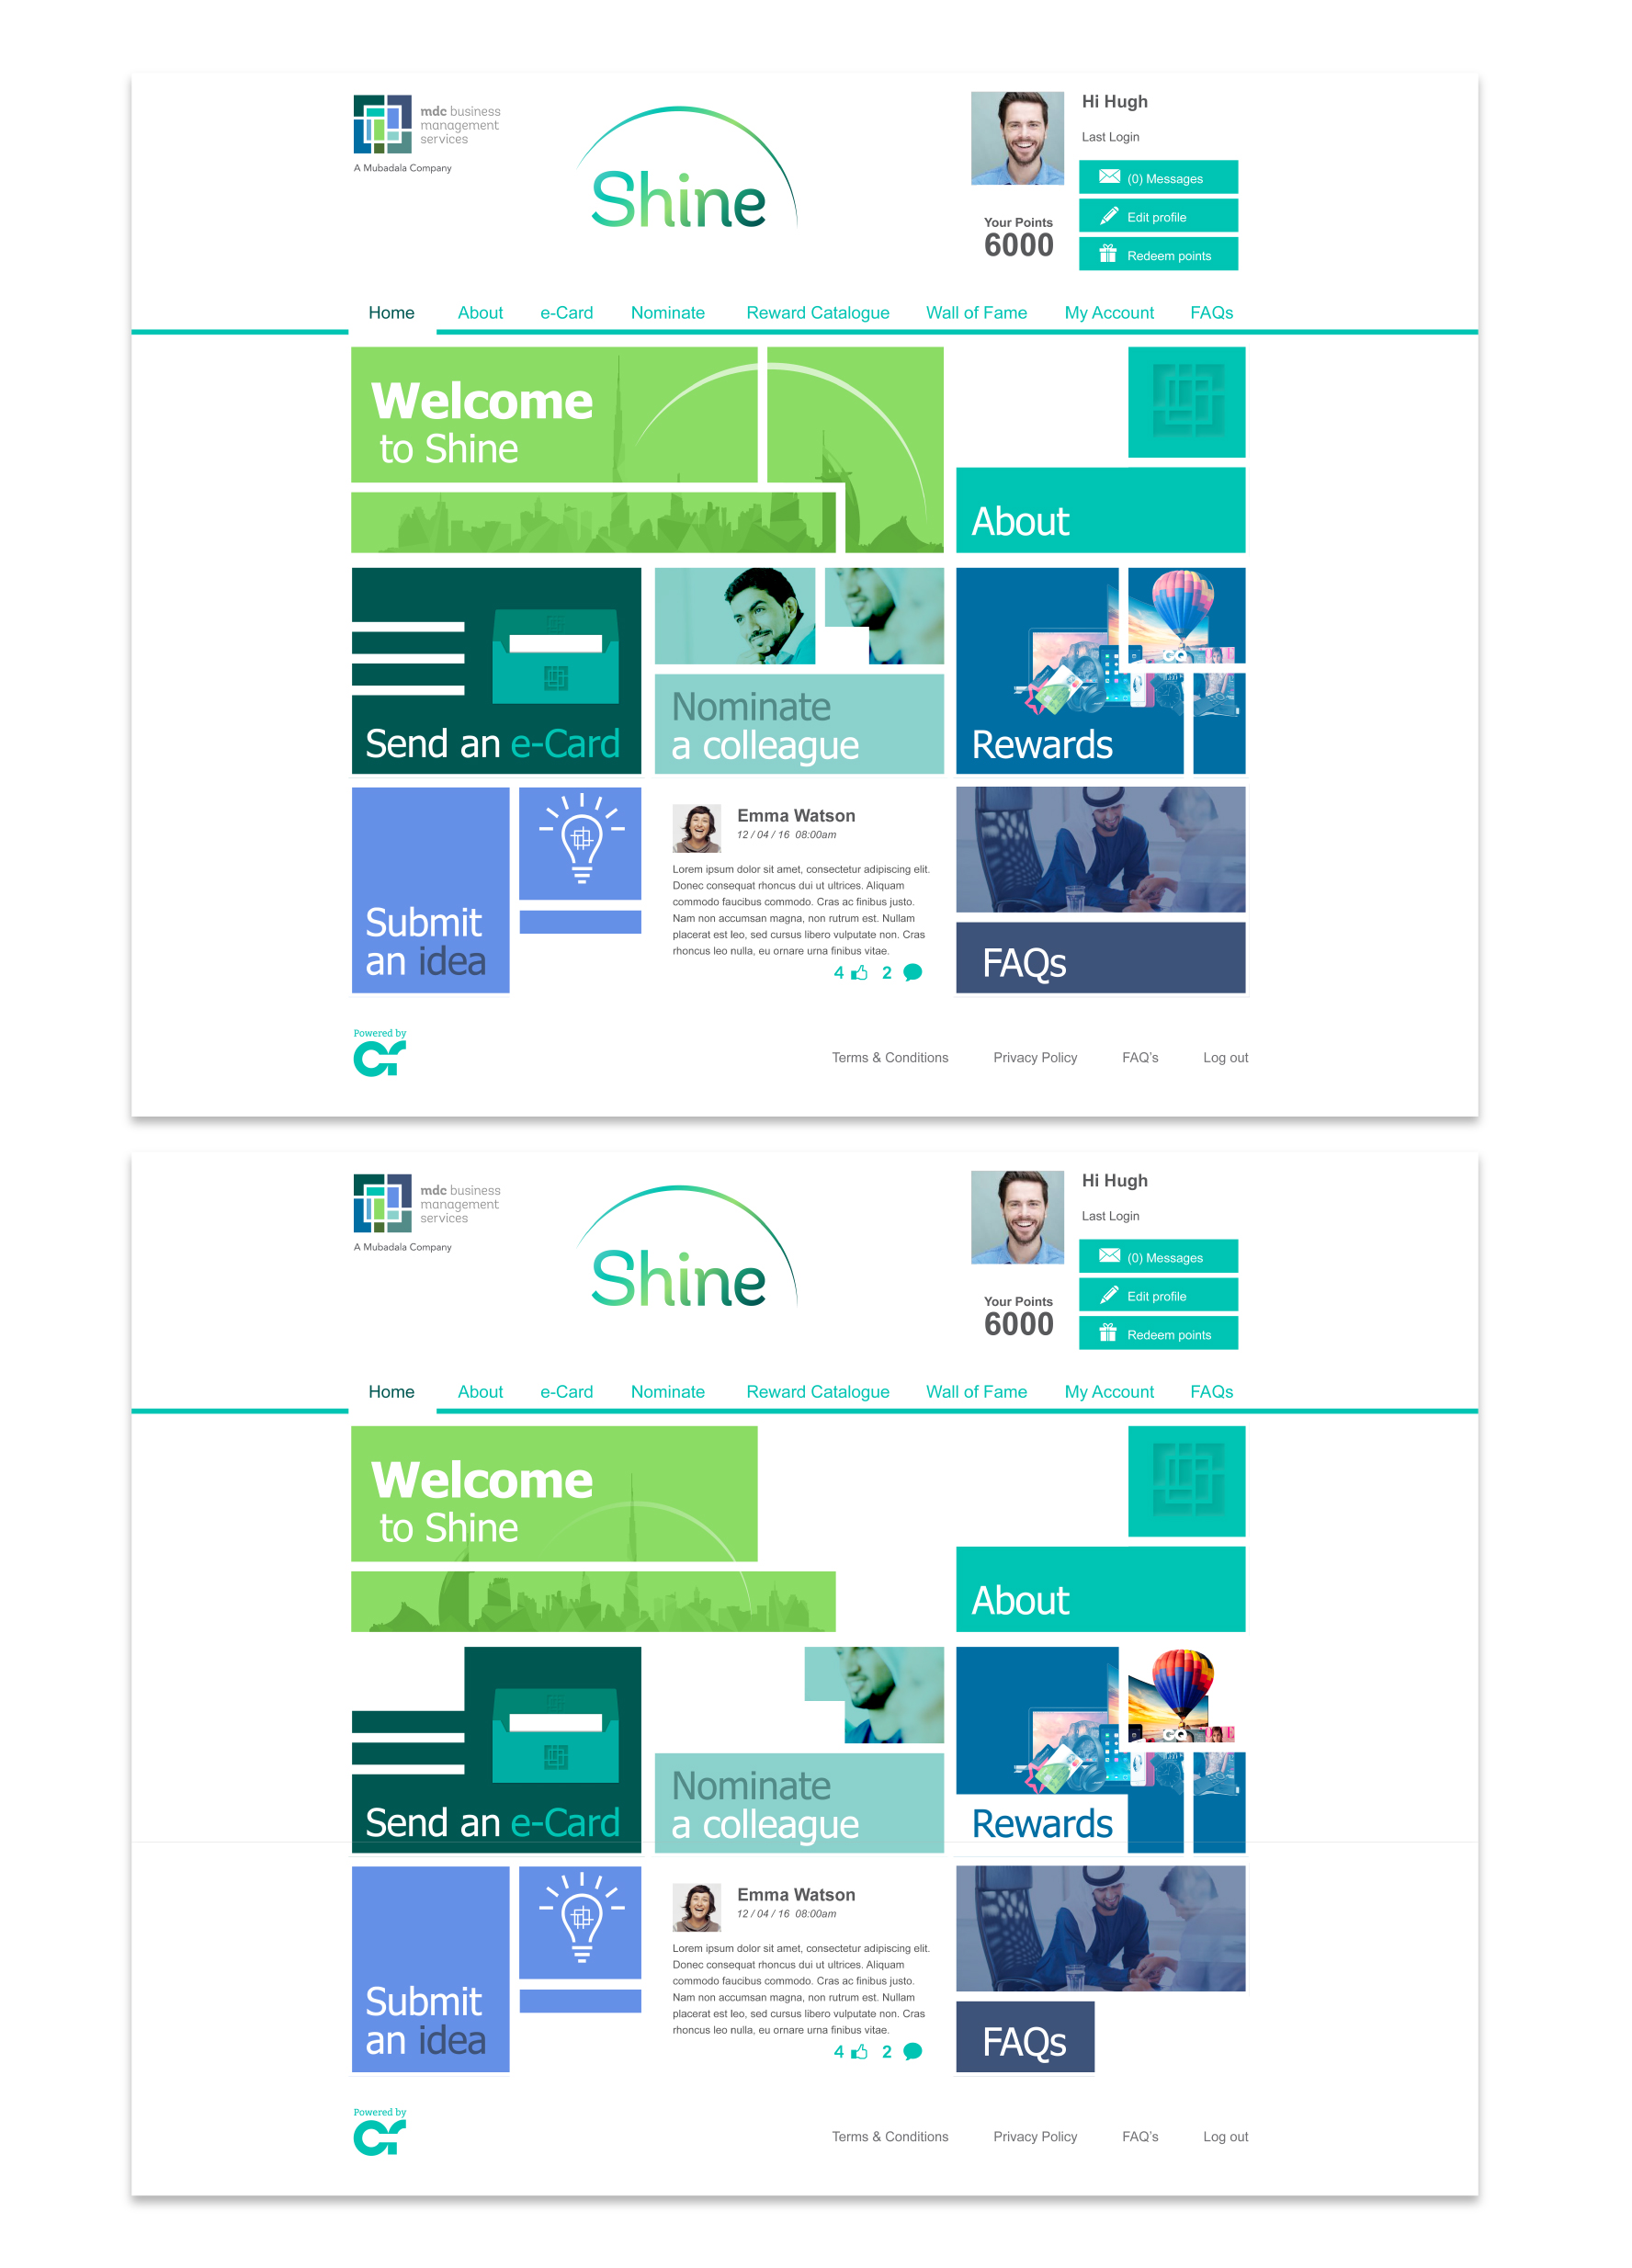 mdc business
management
services
A Mubadala Company
Shine
Hi Hugh
Last Login
(0) Messages
Edit profile
Redeem points
Your Points
6000
Home About e-Card Nominate Reward Catalogue Wall of Fame My Account FAQs
Welcome
to Shine
About
Send an e-Card
Nominate
a colleague
GQ
Rewards
Submit
an idea
Emma Watson
12 / 04 / 16 08:00am
Lorem ipsum dolor sit amet, consectetur adipiscing elit.
Donec consequat rhoncus dui ut ultrices. Aliquam
commodo faucibus commodo. Cras ac finibus justo.
Nam non accumsan magna, non rutrum est. Nullam
placerat est leo, sed cursus libero vulputate non. Cras
rhoncus leo nulla, eu ornare urna finibus vitae.
4 2
FAQs
Powered by
Terms & Conditions Privacy Policy FAQ's Log out
mdc business
management
services
A Mubadala Company
Shine
Hi Hugh
Last Login
(0) Messages
Edit profile
Redeem points
Your Points
6000
Home About e-Card Nominate Reward Catalogue Wall of Fame My Account FAQs
Welcome
to Shine
About
Send an e-Card
Nominate
a colleague
GQ
Rewards
Submit
an idea
Emma Watson
12 / 04 / 16 08:00am
Lorem ipsum dolor sit amet, consectetur adipiscing elit.
Donec consequat rhoncus dui ut ultrices. Aliquam
commodo faucibus commodo. Cras ac finibus justo.
Nam non accumsan magna, non rutrum est. Nullam
placerat est leo, sed cursus libero vulputate non. Cras
rhoncus leo nulla, eu ornare urna finibus vitae.
4 2
FAQs
Powered by
Terms & Conditions Privacy Policy FAQ's Log out